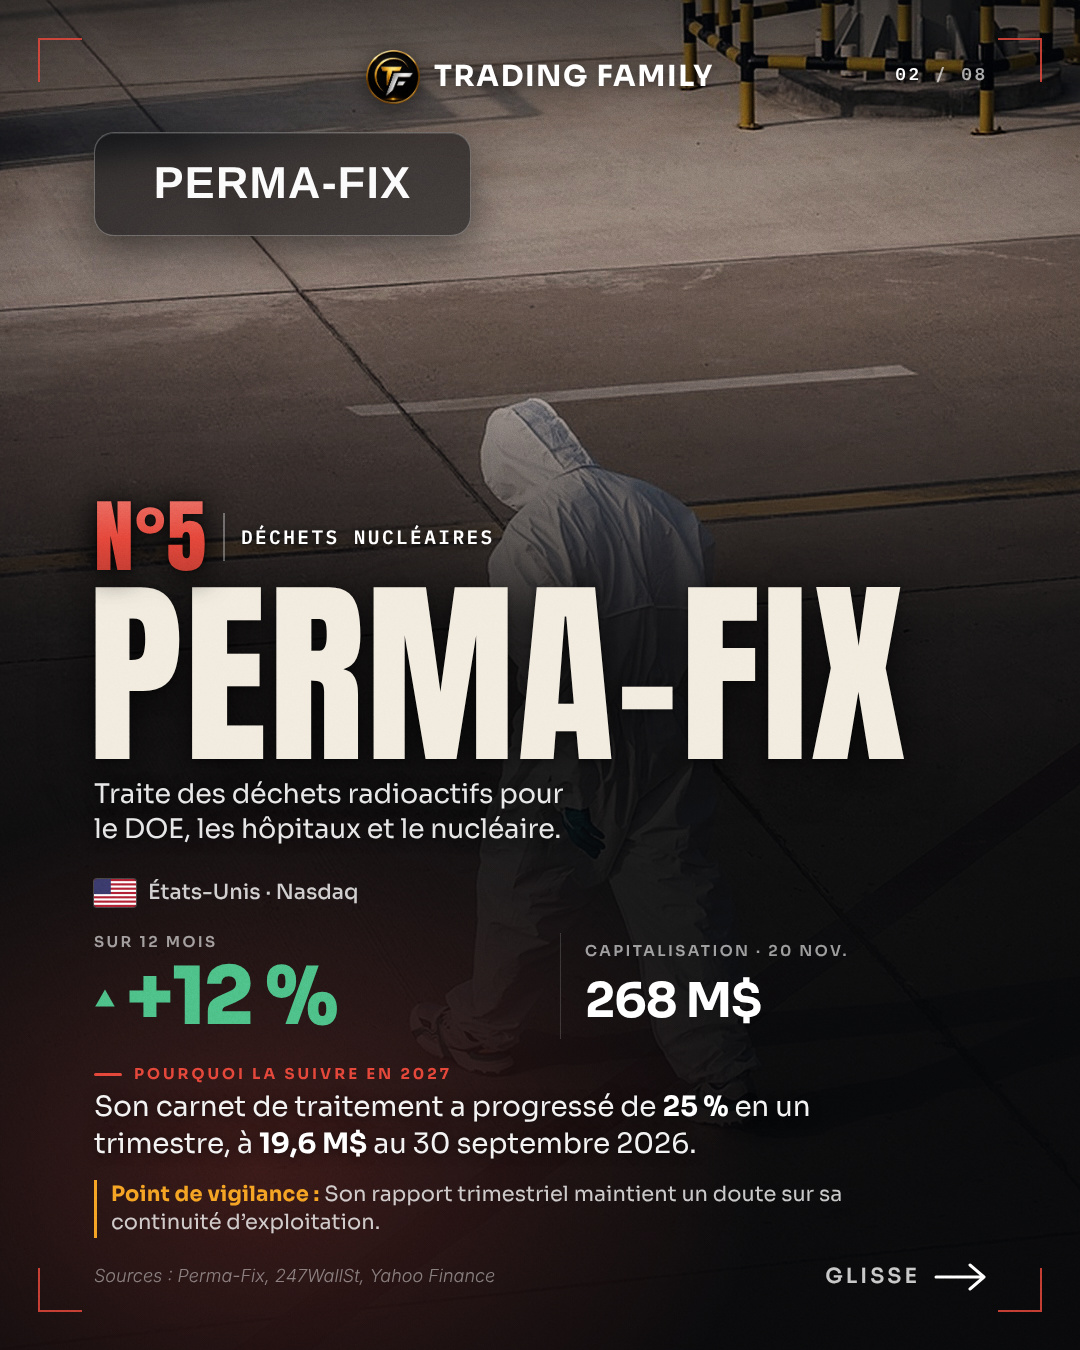 TF TRADING FAMILY
02 / 08
PERMA-FIX
N°5
DÉCHETS NUCLÉAIRES
PERMA-FIX
Traite des déchets radioactifs pour
le DOE, les hôpitaux et le nucléaire.
États-Unis · Nasdaq
SUR 12 MOIS
▲ +12 %
CAPITALISATION · 20 NOV.
268 M$
POURQUOI LA SUIVRE EN 2027
Son carnet de traitement a progressé de 25 % en un
trimestre, à 19,6 M$ au 30 septembre 2026.
Point de vigilance : Son rapport trimestriel maintient un doute sur sa
continuité d’exploitation.
Sources : Perma-Fix, 247WallSt, Yahoo Finance
GLISSE →